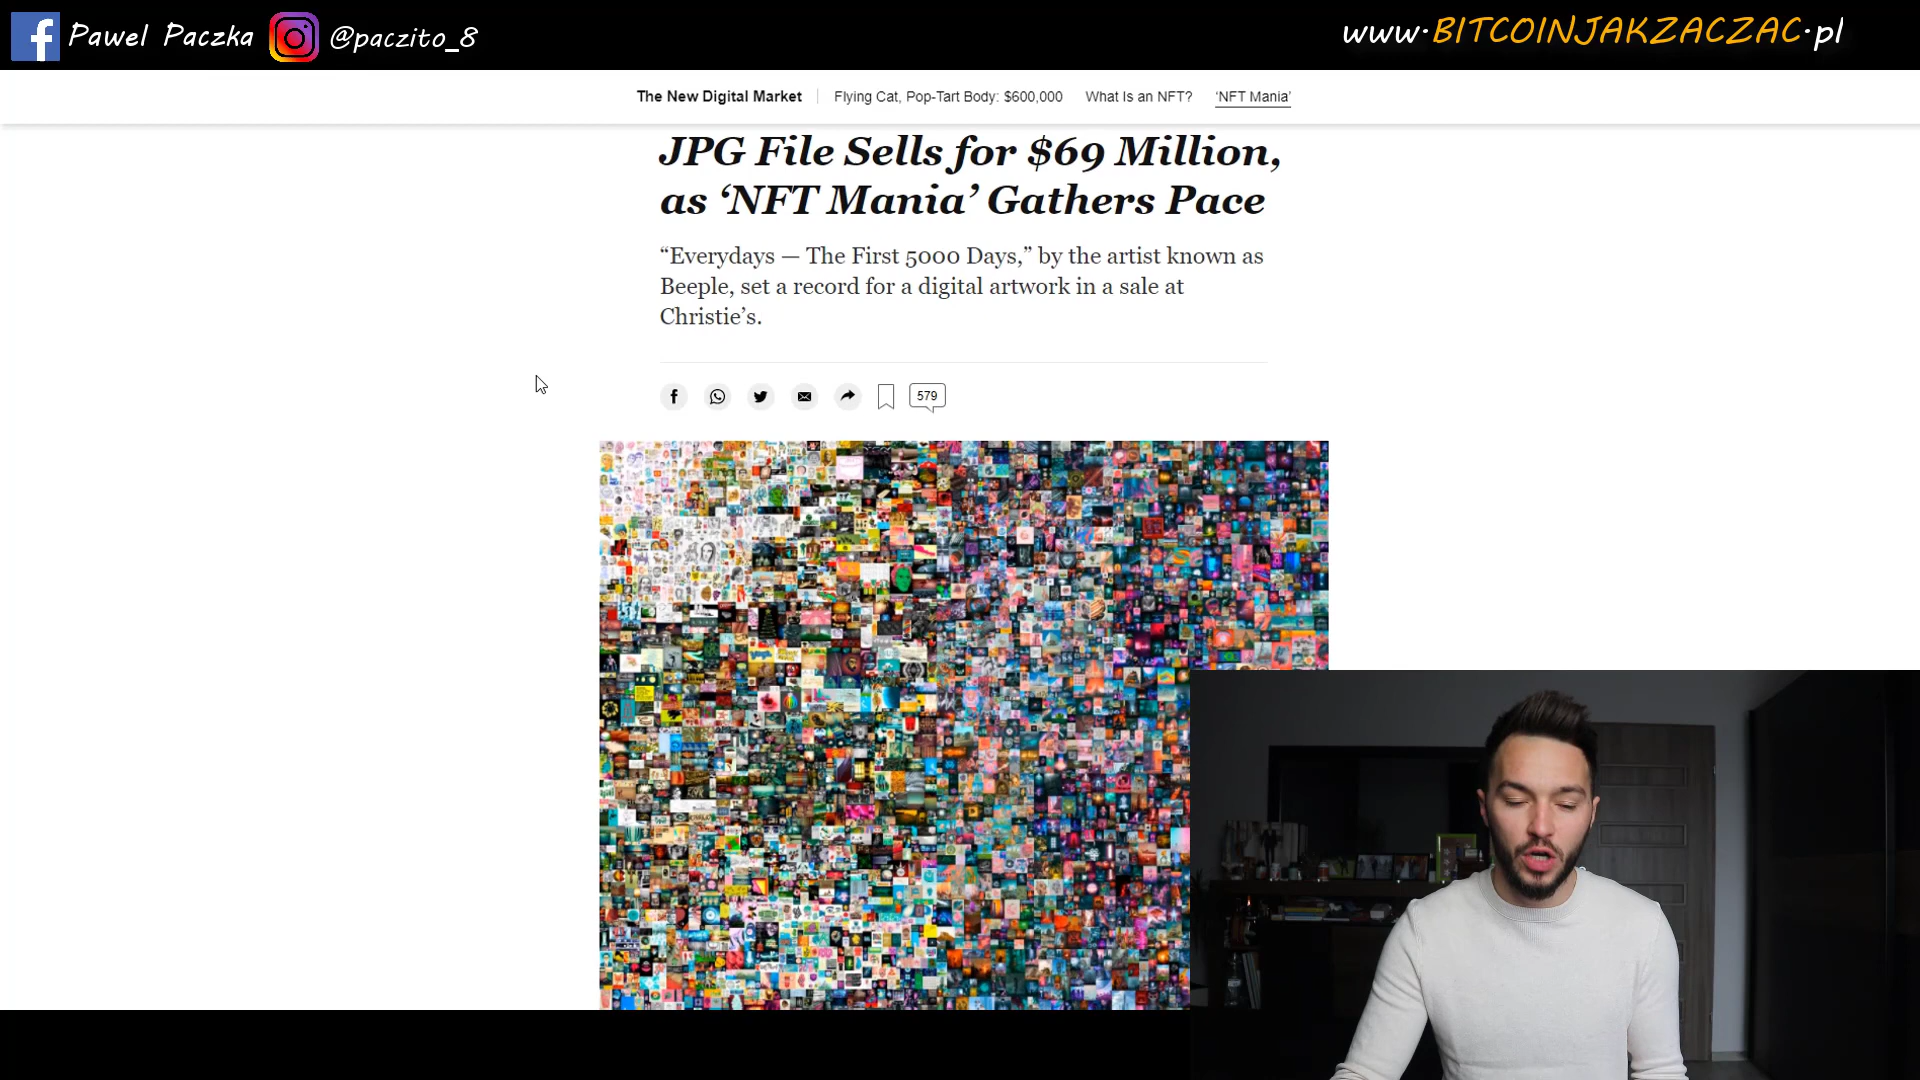 Pawel Paczka @paczito_8 www.BITCOINJAKZACZAC.pl
The New Digital Market Flying Cat, Pop-Tart Body: $600,000 What Is an NFT? ‘NFT Mania’
JPG File Sells for $69 Million,
as ‘NFT Mania’ Gathers Pace
“Everydays — The First 5000 Days,” by the artist known as
Beeple, set a record for a digital artwork in a sale at
Christie’s.
579